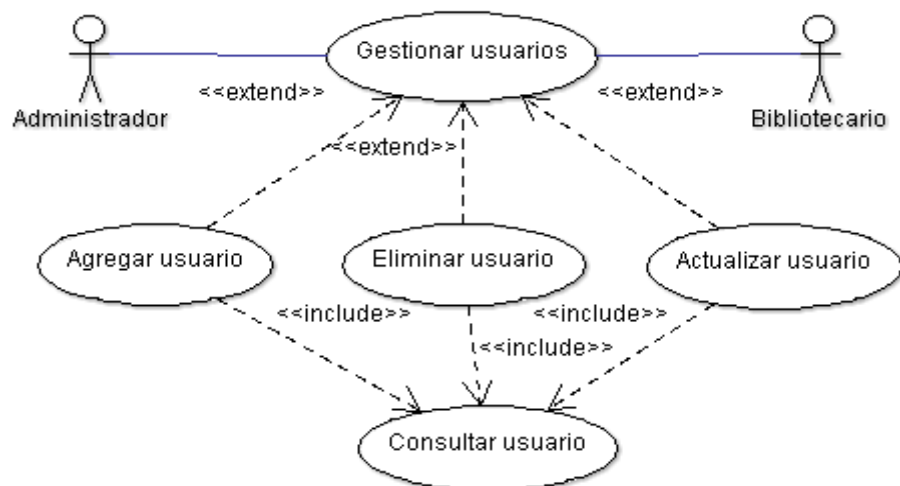 Gestionar usuarios
<<extend>>
<<extend>>
Administrador
Bibliotecario
<<extend>>
Agregar usuario
Eliminar usuario
Actualizar usuario
<<include>>
<<include>>
<<include>>
Consultar usuario